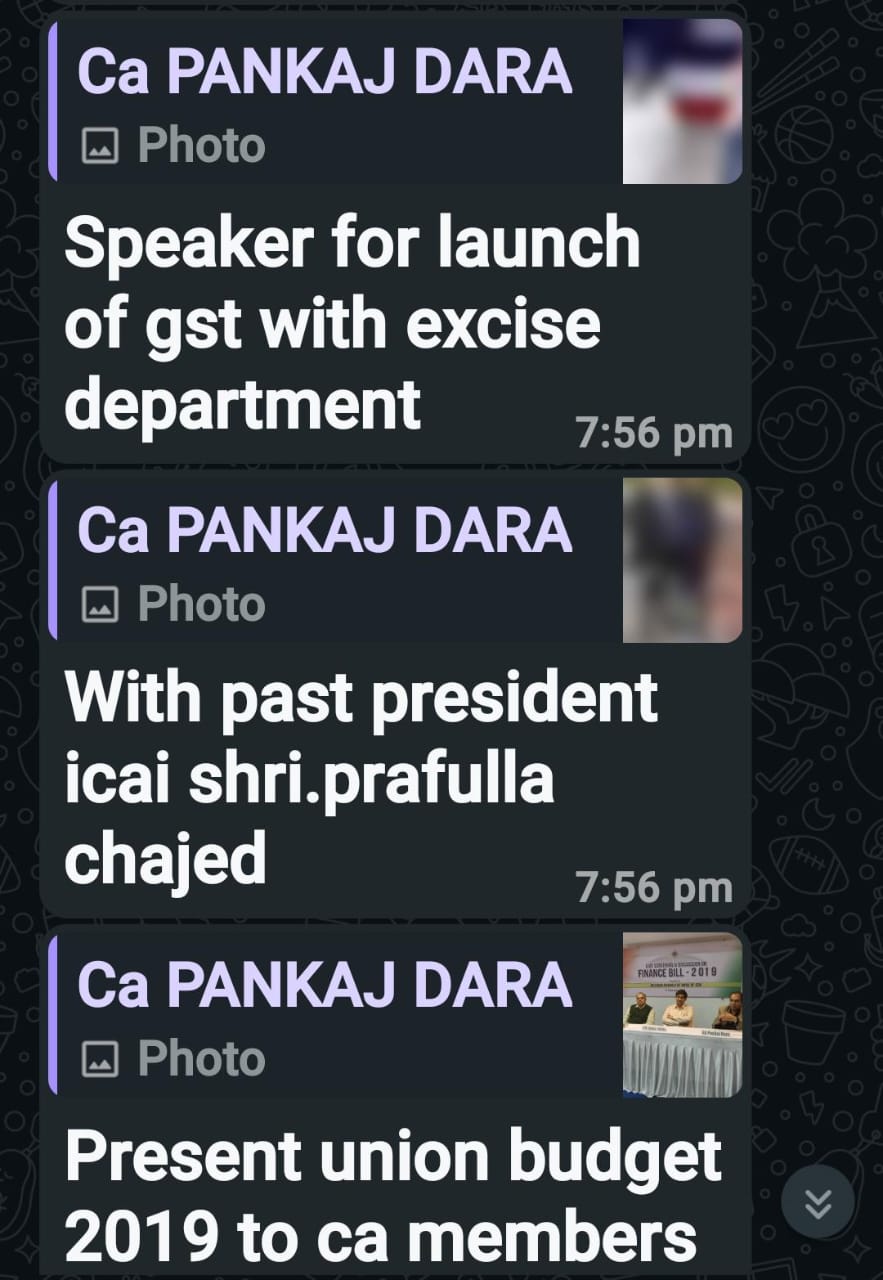 Ca PANKAJ DARA
Photo
Speaker for launch
of gst with excise
department
7:56 pm
Ca PANKAJ DARA
Photo
With past president
icai shri.prafulla
chajed
7:56 pm
Ca PANKAJ DARA
Photo
FINANCE BILL - 2019
Present union budget
2019 to ca members